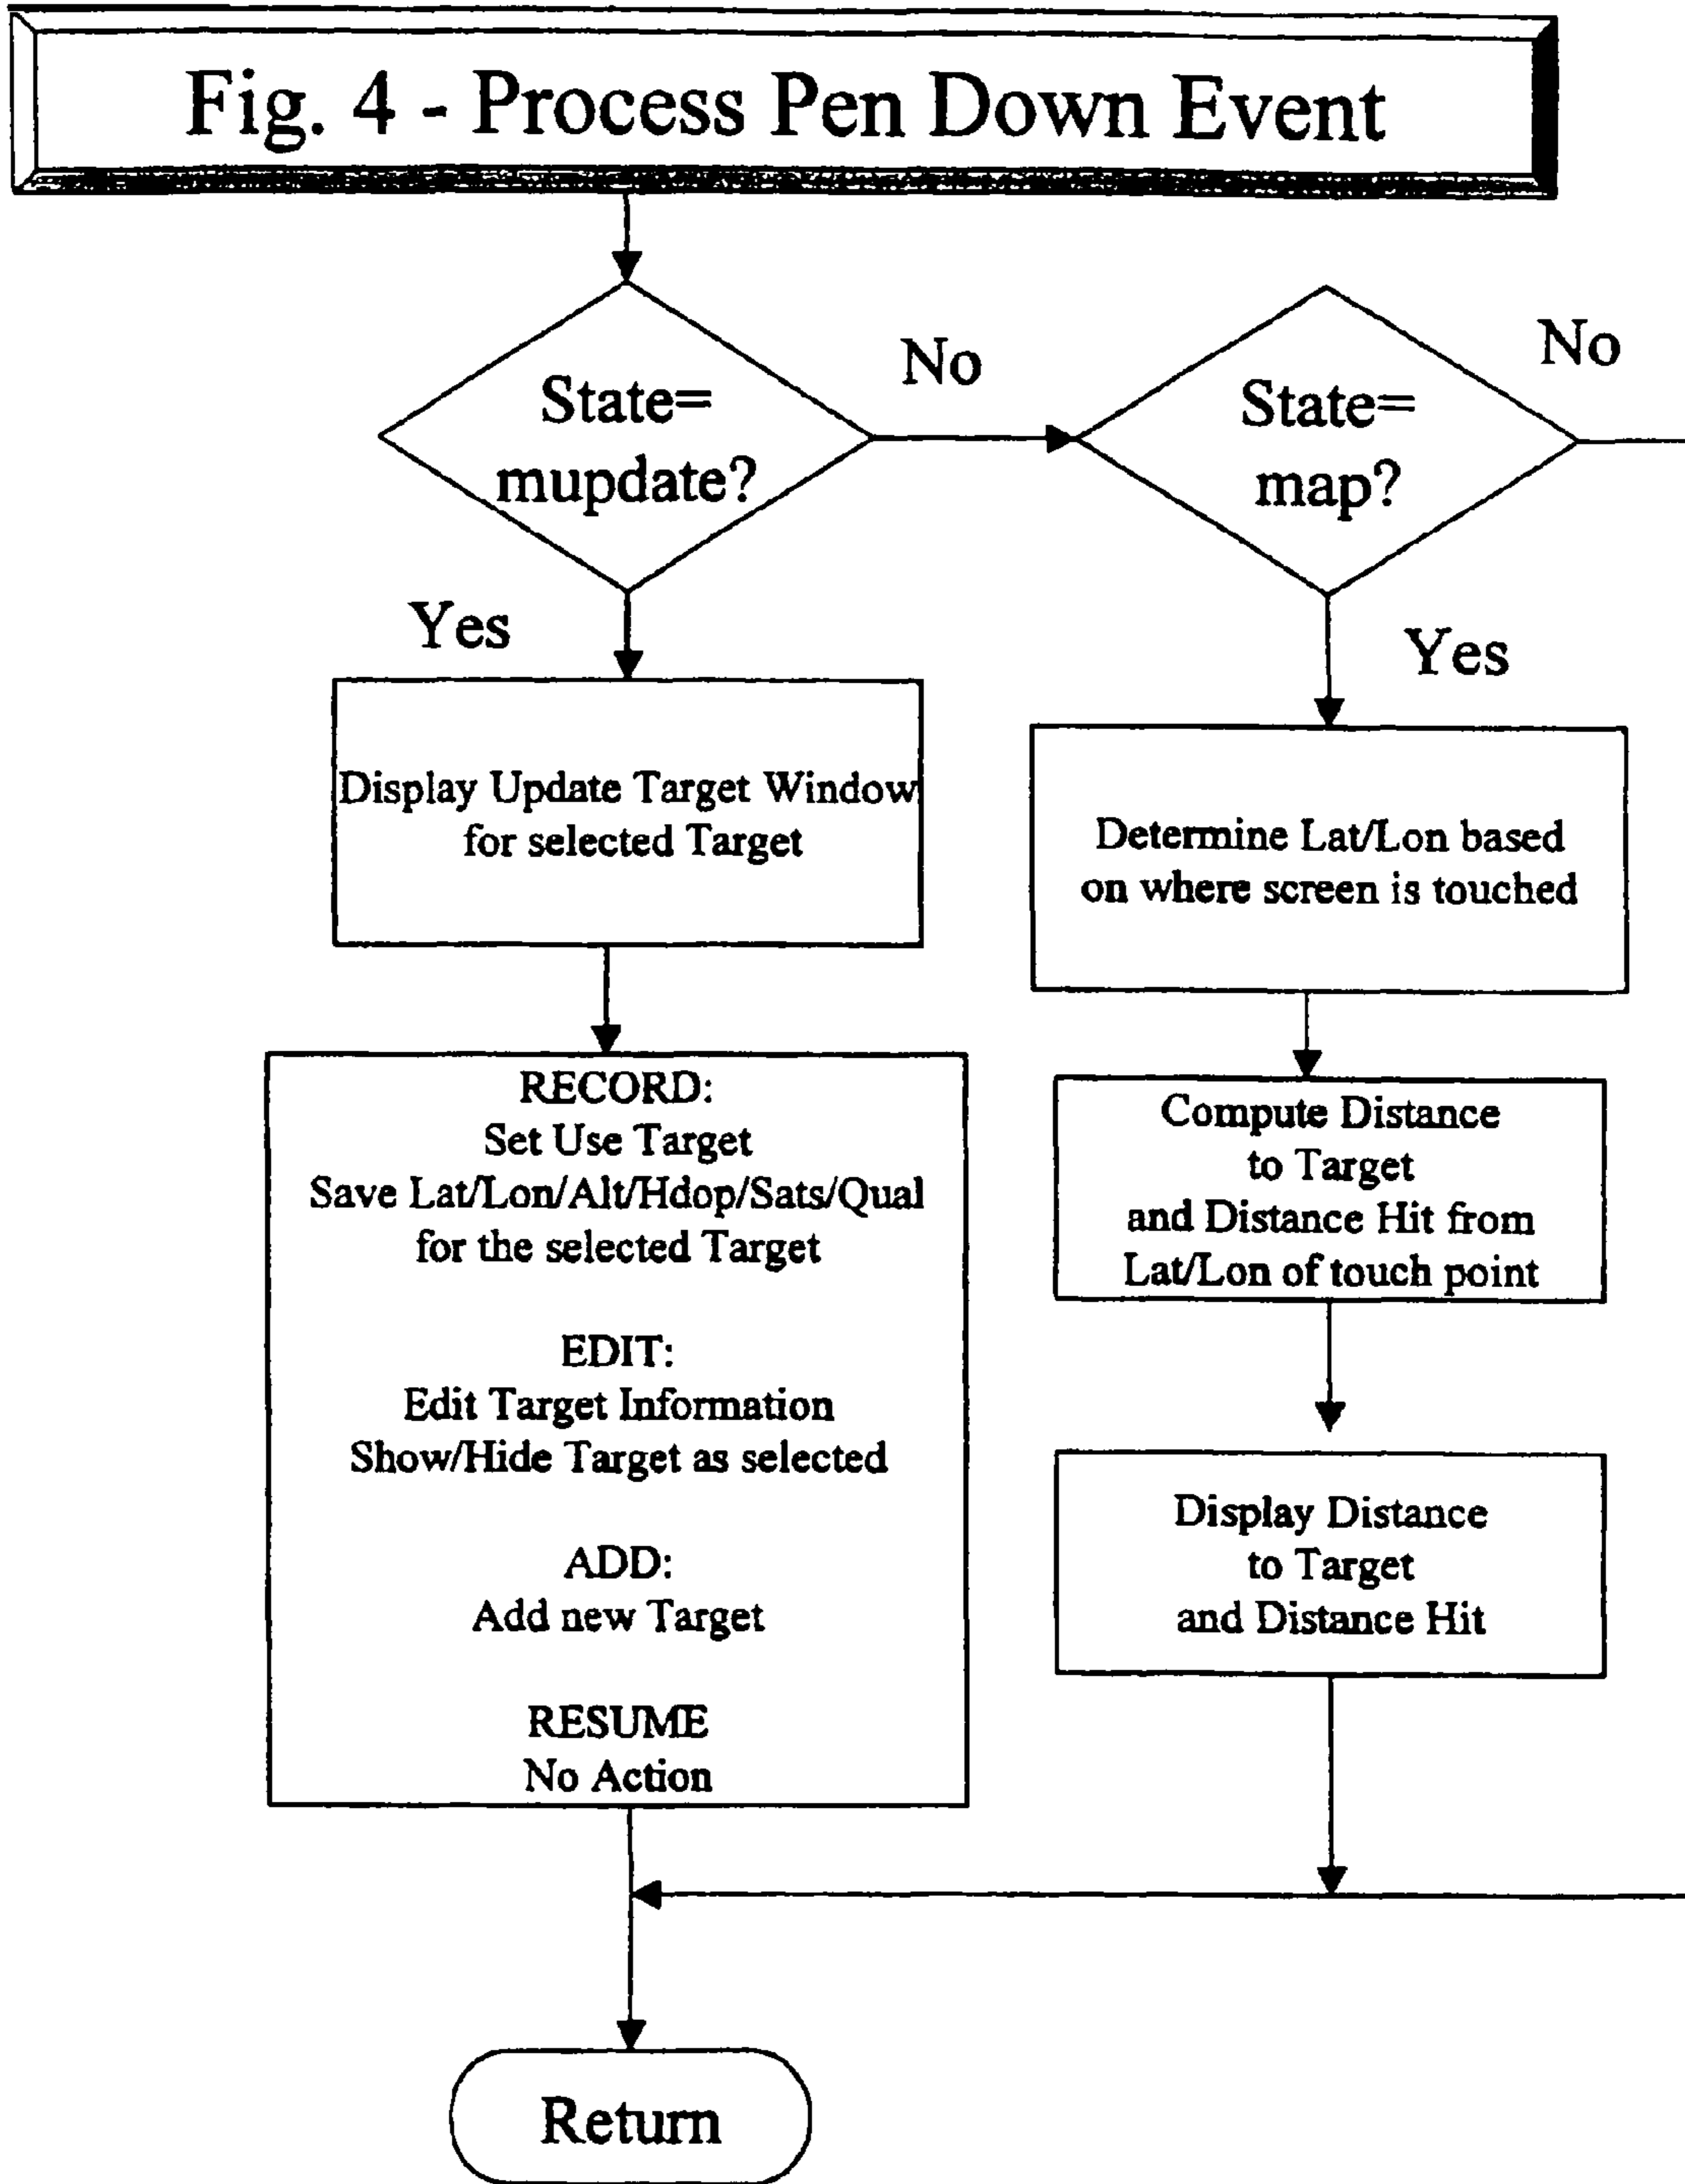 Fig. 4 - Process Pen Down Event
State=
mupdate?
No
State=
map?
No
Yes
Yes
Display Update Target Window
for selected Target
Determine Lat/Lon based
on where screen is touched
RECORD:
Set Use Target
Save Lat/Lon/Alt/Hdop/Sats/Qual
for the selected Target
EDIT:
Edit Target Information
Show/Hide Target as selected
ADD:
Add new Target
RESUME
No Action
Compute Distance
to Target
and Distance Hit from
Lat/Lon of touch point
Display Distance
to Target
and Distance Hit
Return